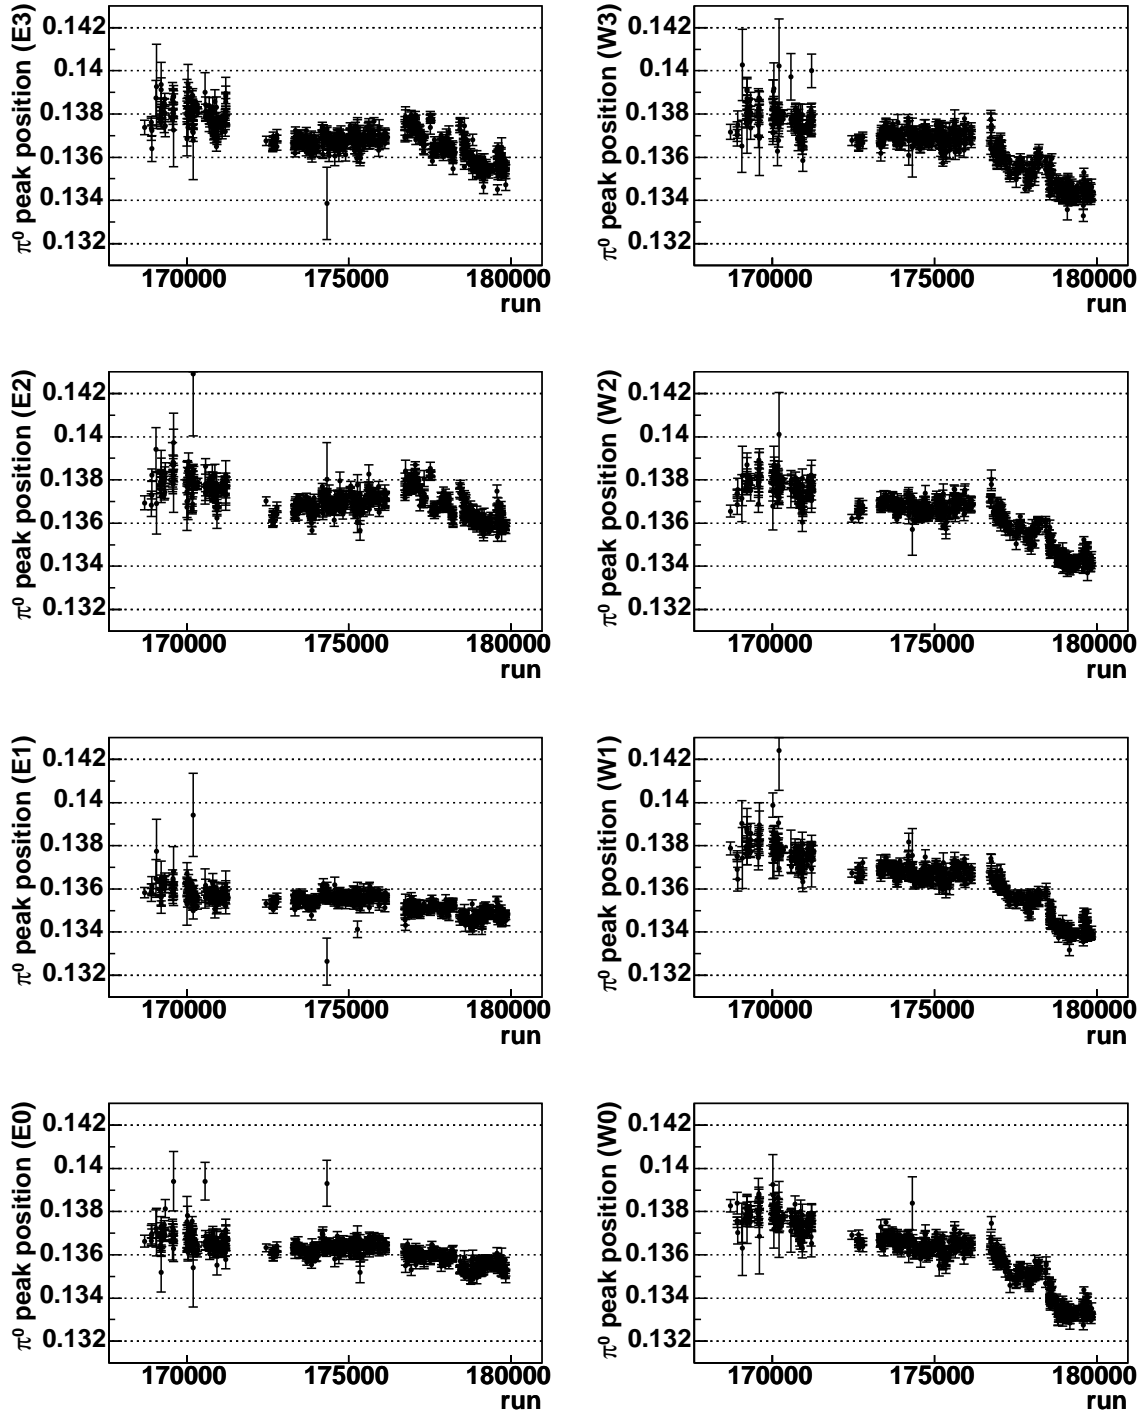 π⁰ peak position (E3)
0.142
0.14
0.138
0.136
0.134
0.132
170000 175000 180000
run
π⁰ peak position (W3)
0.142
0.14
0.138
0.136
0.134
0.132
170000 175000 180000
run
π⁰ peak position (E2)
0.142
0.14
0.138
0.136
0.134
0.132
170000 175000 180000
run
π⁰ peak position (W2)
0.142
0.14
0.138
0.136
0.134
0.132
170000 175000 180000
run
π⁰ peak position (E1)
0.142
0.14
0.138
0.136
0.134
0.132
170000 175000 180000
run
π⁰ peak position (W1)
0.142
0.14
0.138
0.136
0.134
0.132
170000 175000 180000
run
π⁰ peak position (E0)
0.142
0.14
0.138
0.136
0.134
0.132
170000 175000 180000
run
π⁰ peak position (W0)
0.142
0.14
0.138
0.136
0.134
0.132
170000 175000 180000
run